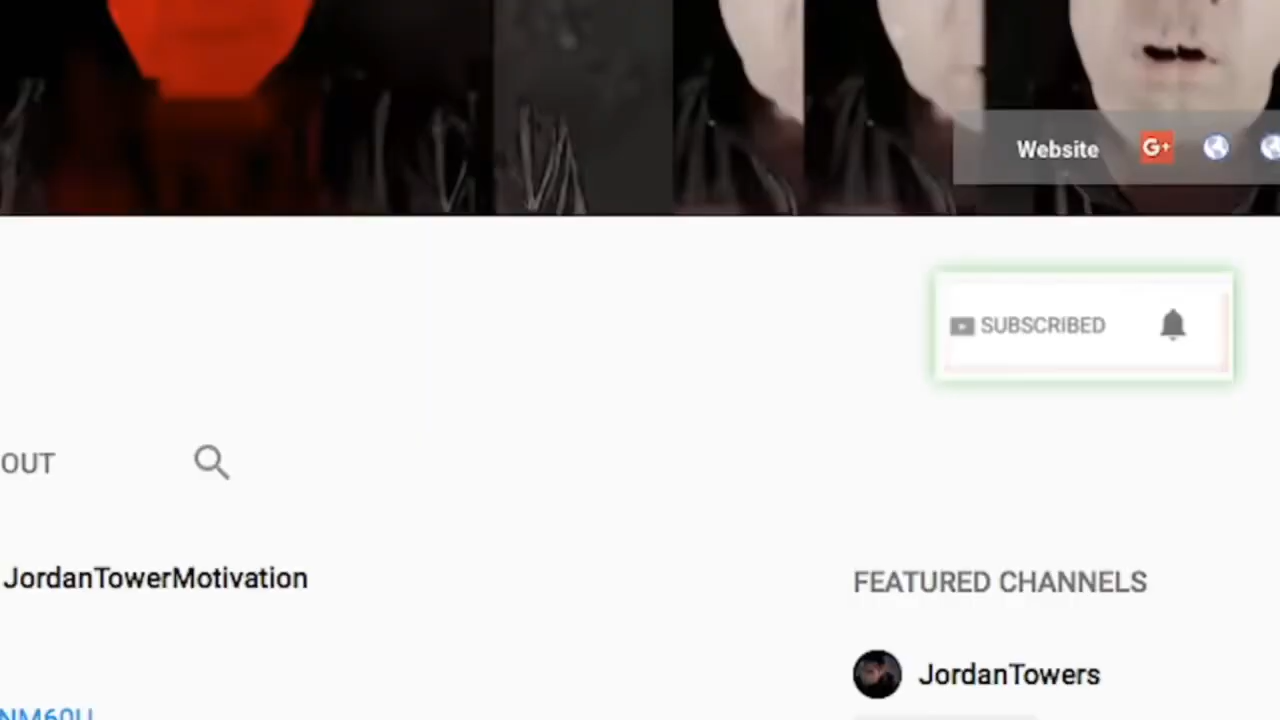 Website G+
SUBSCRIBED
OUT
JordanTowerMotivation
FEATURED CHANNELS
JordanTowers